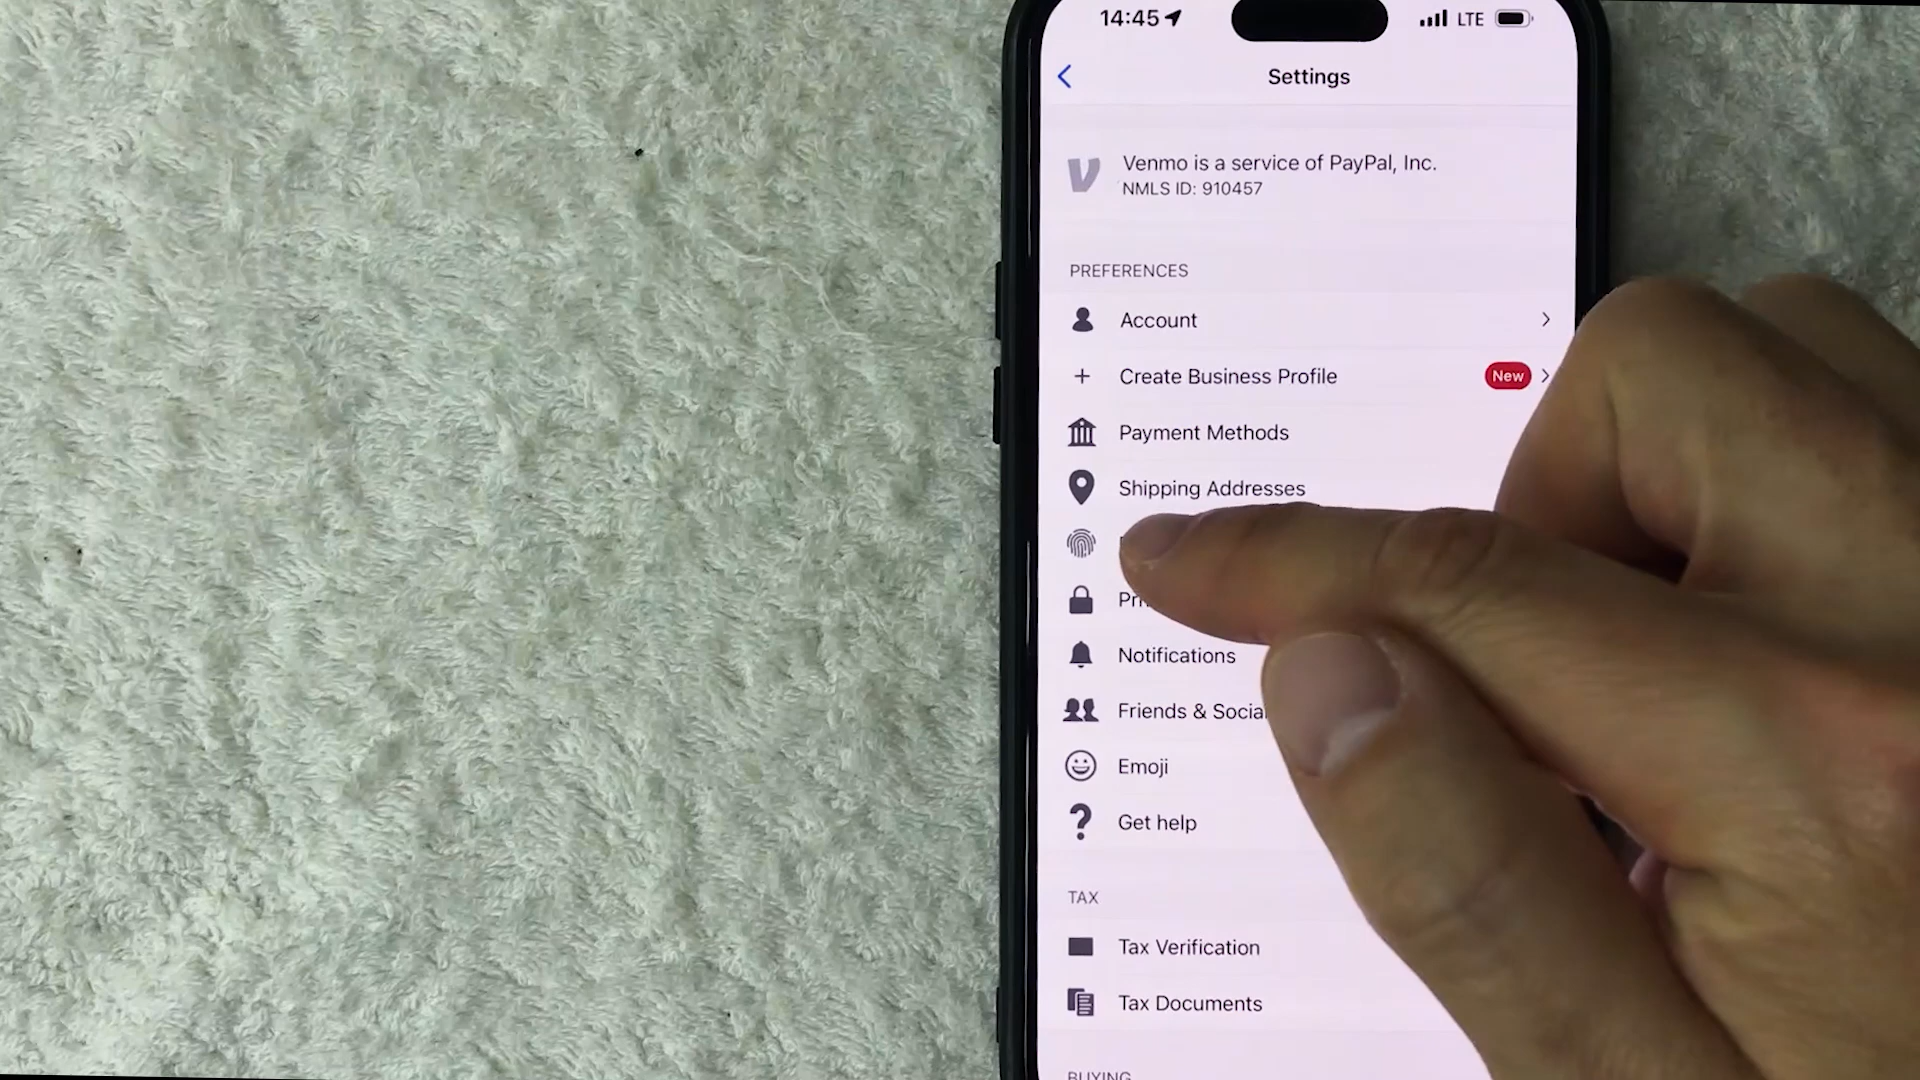 14:45
LTE
Settings
Venmo is a service of PayPal, Inc.
NMLS ID: 910457
PREFERENCES
Account
Create Business Profile
New
Payment Methods
Shipping Addresses
Notifications
Friends & Social
Emoji
Get help
TAX
Tax Verification
Tax Documents
BUYING